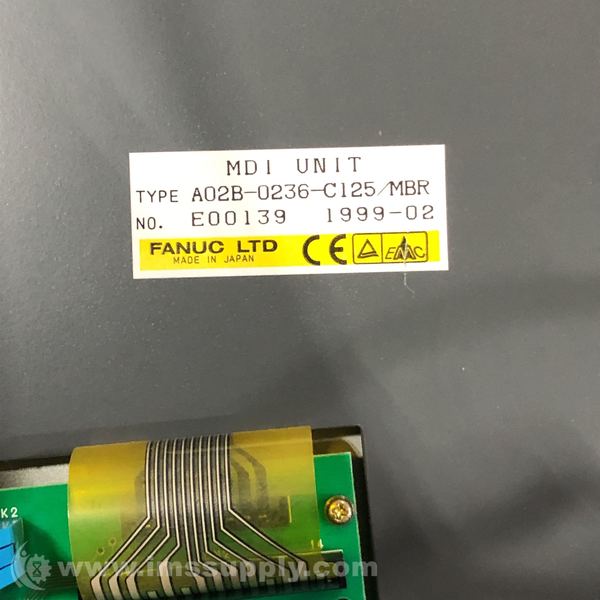 MDI UNIT
TYPE A02B-0236-C125/MBR
NO. E00139 1999-02
FANUC LTD
MADE IN JAPAN
CE
EMC
K2
www.imssupply.com